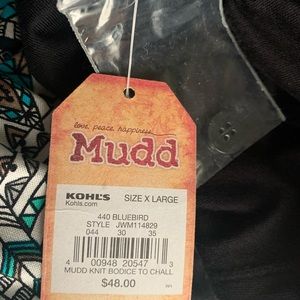 love. peace. happiness.
Mudd
KOHL'S
Kohls.com
SIZE X LARGE
440 BLUEBIRD
STYLE JWM114829
044 30 35
4 00948 20547 3
MUDD KNIT BODICE TO CHALL
$48.00